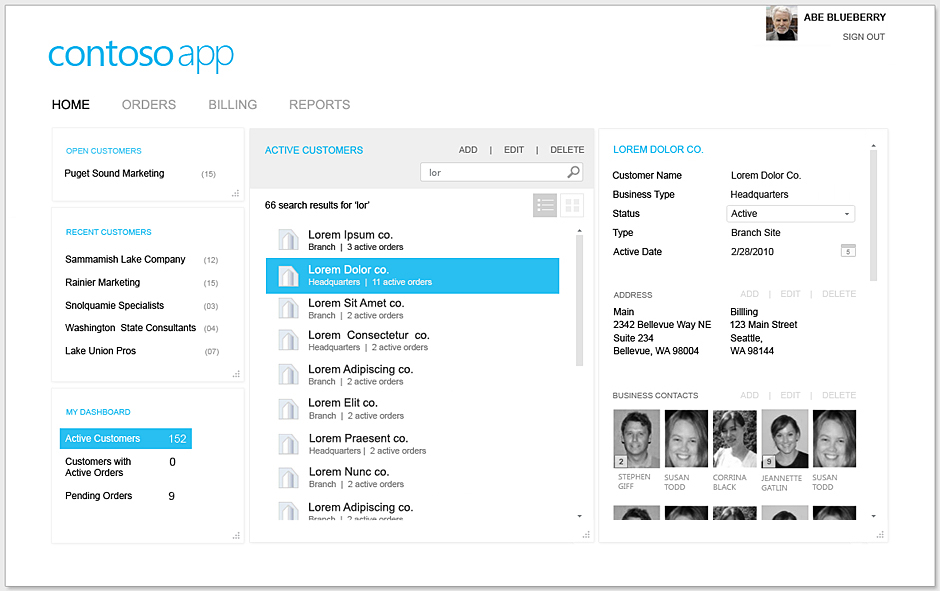 ABE BLUEBERRY
SIGN OUT
contoso app
HOME ORDERS BILLING REPORTS
OPEN CUSTOMERS
Puget Sound Marketing (15)
RECENT CUSTOMERS
Sammamish Lake Company (12)
Rainier Marketing (05)
Snolquamie Specialists (03)
Washington State Consultants (04)
Lake Union Pros (07)
MY DASHBOARD
Active Customers 152
Customers with
Active Orders 0
Pending Orders 9
ACTIVE CUSTOMERS ADD | EDIT | DELETE
lor
66 search results for 'lor'
Lorem Ipsum co.
Branch | 3 active orders
Lorem Dolor co.
Headquarters | 11 active orders
Lorem Sit Amet co.
Branch | 2 active orders
Lorem Consectetur co.
Headquarters | 2 active orders
Lorem Adipiscing co.
Branch | 2 active orders
Lorem Elit co.
Branch | 2 active orders
Lorem Praesent co.
Headquarters | 2 active orders
Lorem Nunc co.
Branch | 2 active orders
Lorem Adipiscing co.
Branch | 2 active orders
LOREM DOLOR CO.
Customer Name Lorem Dolor Co.
Business Type Headquarters
Status Active
Type Branch Site
Active Date 2/28/2010 5
ADDRESS ADD | EDIT | DELETE
Main Billling
2342 Bellevue Way NE 123 Main Street
Suite 234 Seattle,
Bellevue, WA 98004 WA 98144
BUSINESS CONTACTS ADD | EDIT | DELETE
2 9
STEPHEN SUSAN CORRINA JEANNETTE SUSAN
GIFF TODD BLACK GATLIN TODD